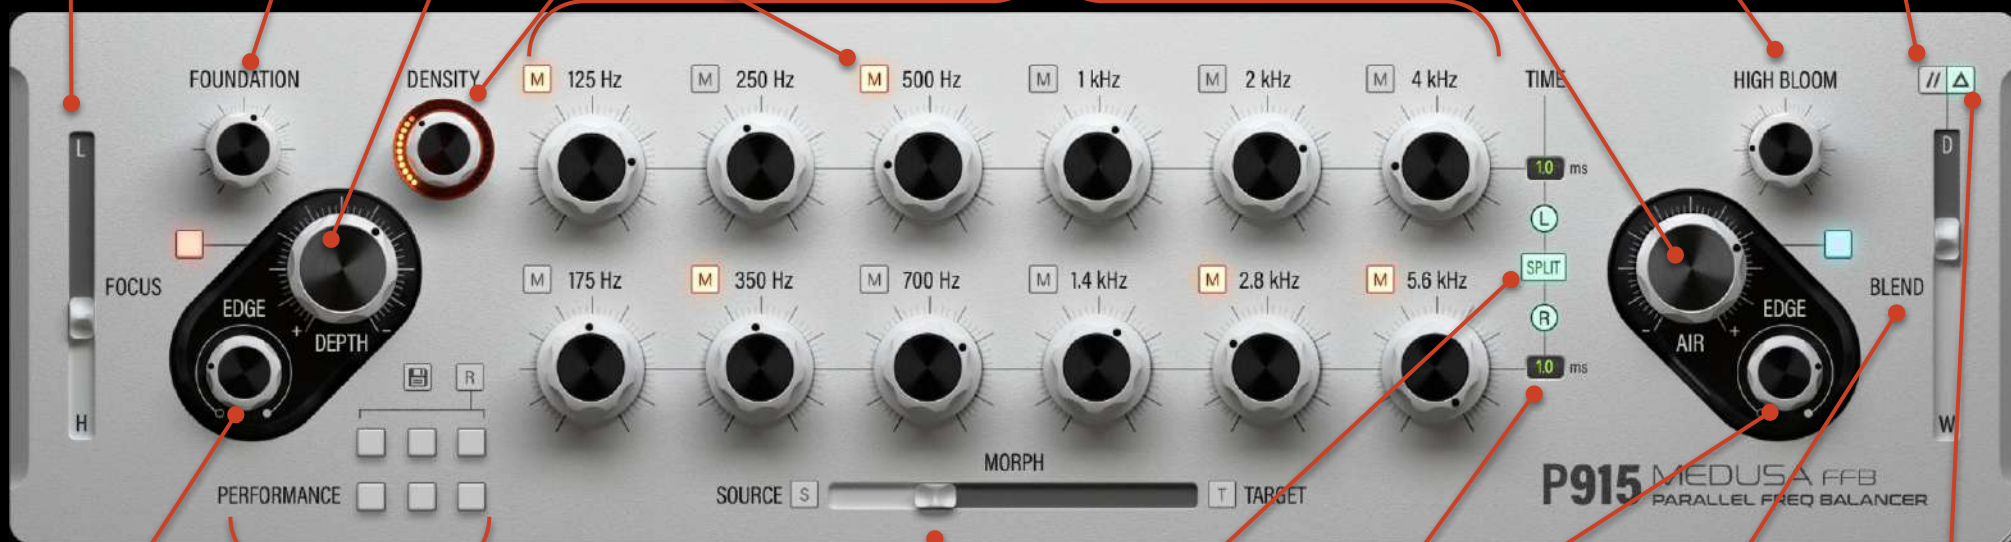 FOUNDATION DENSITY M 125 Hz M 250 Hz M 500 Hz M 1 kHz M 2 kHz M 4 kHz TIME HIGH BLOOM // Δ
L D
1.0 ms
L
FOCUS EDGE M 175 Hz M 350 Hz M 700 Hz M 1.4 kHz M 2.8 kHz M 5.6 kHz SPLIT BLEND EDGE
+ - DEPTH R - + AIR
R
1.0 ms
H W
MORPH
PERFORMANCE SOURCE S T TARGET
P915 MEDUSA FFB
PARALLEL FREQ BALANCER